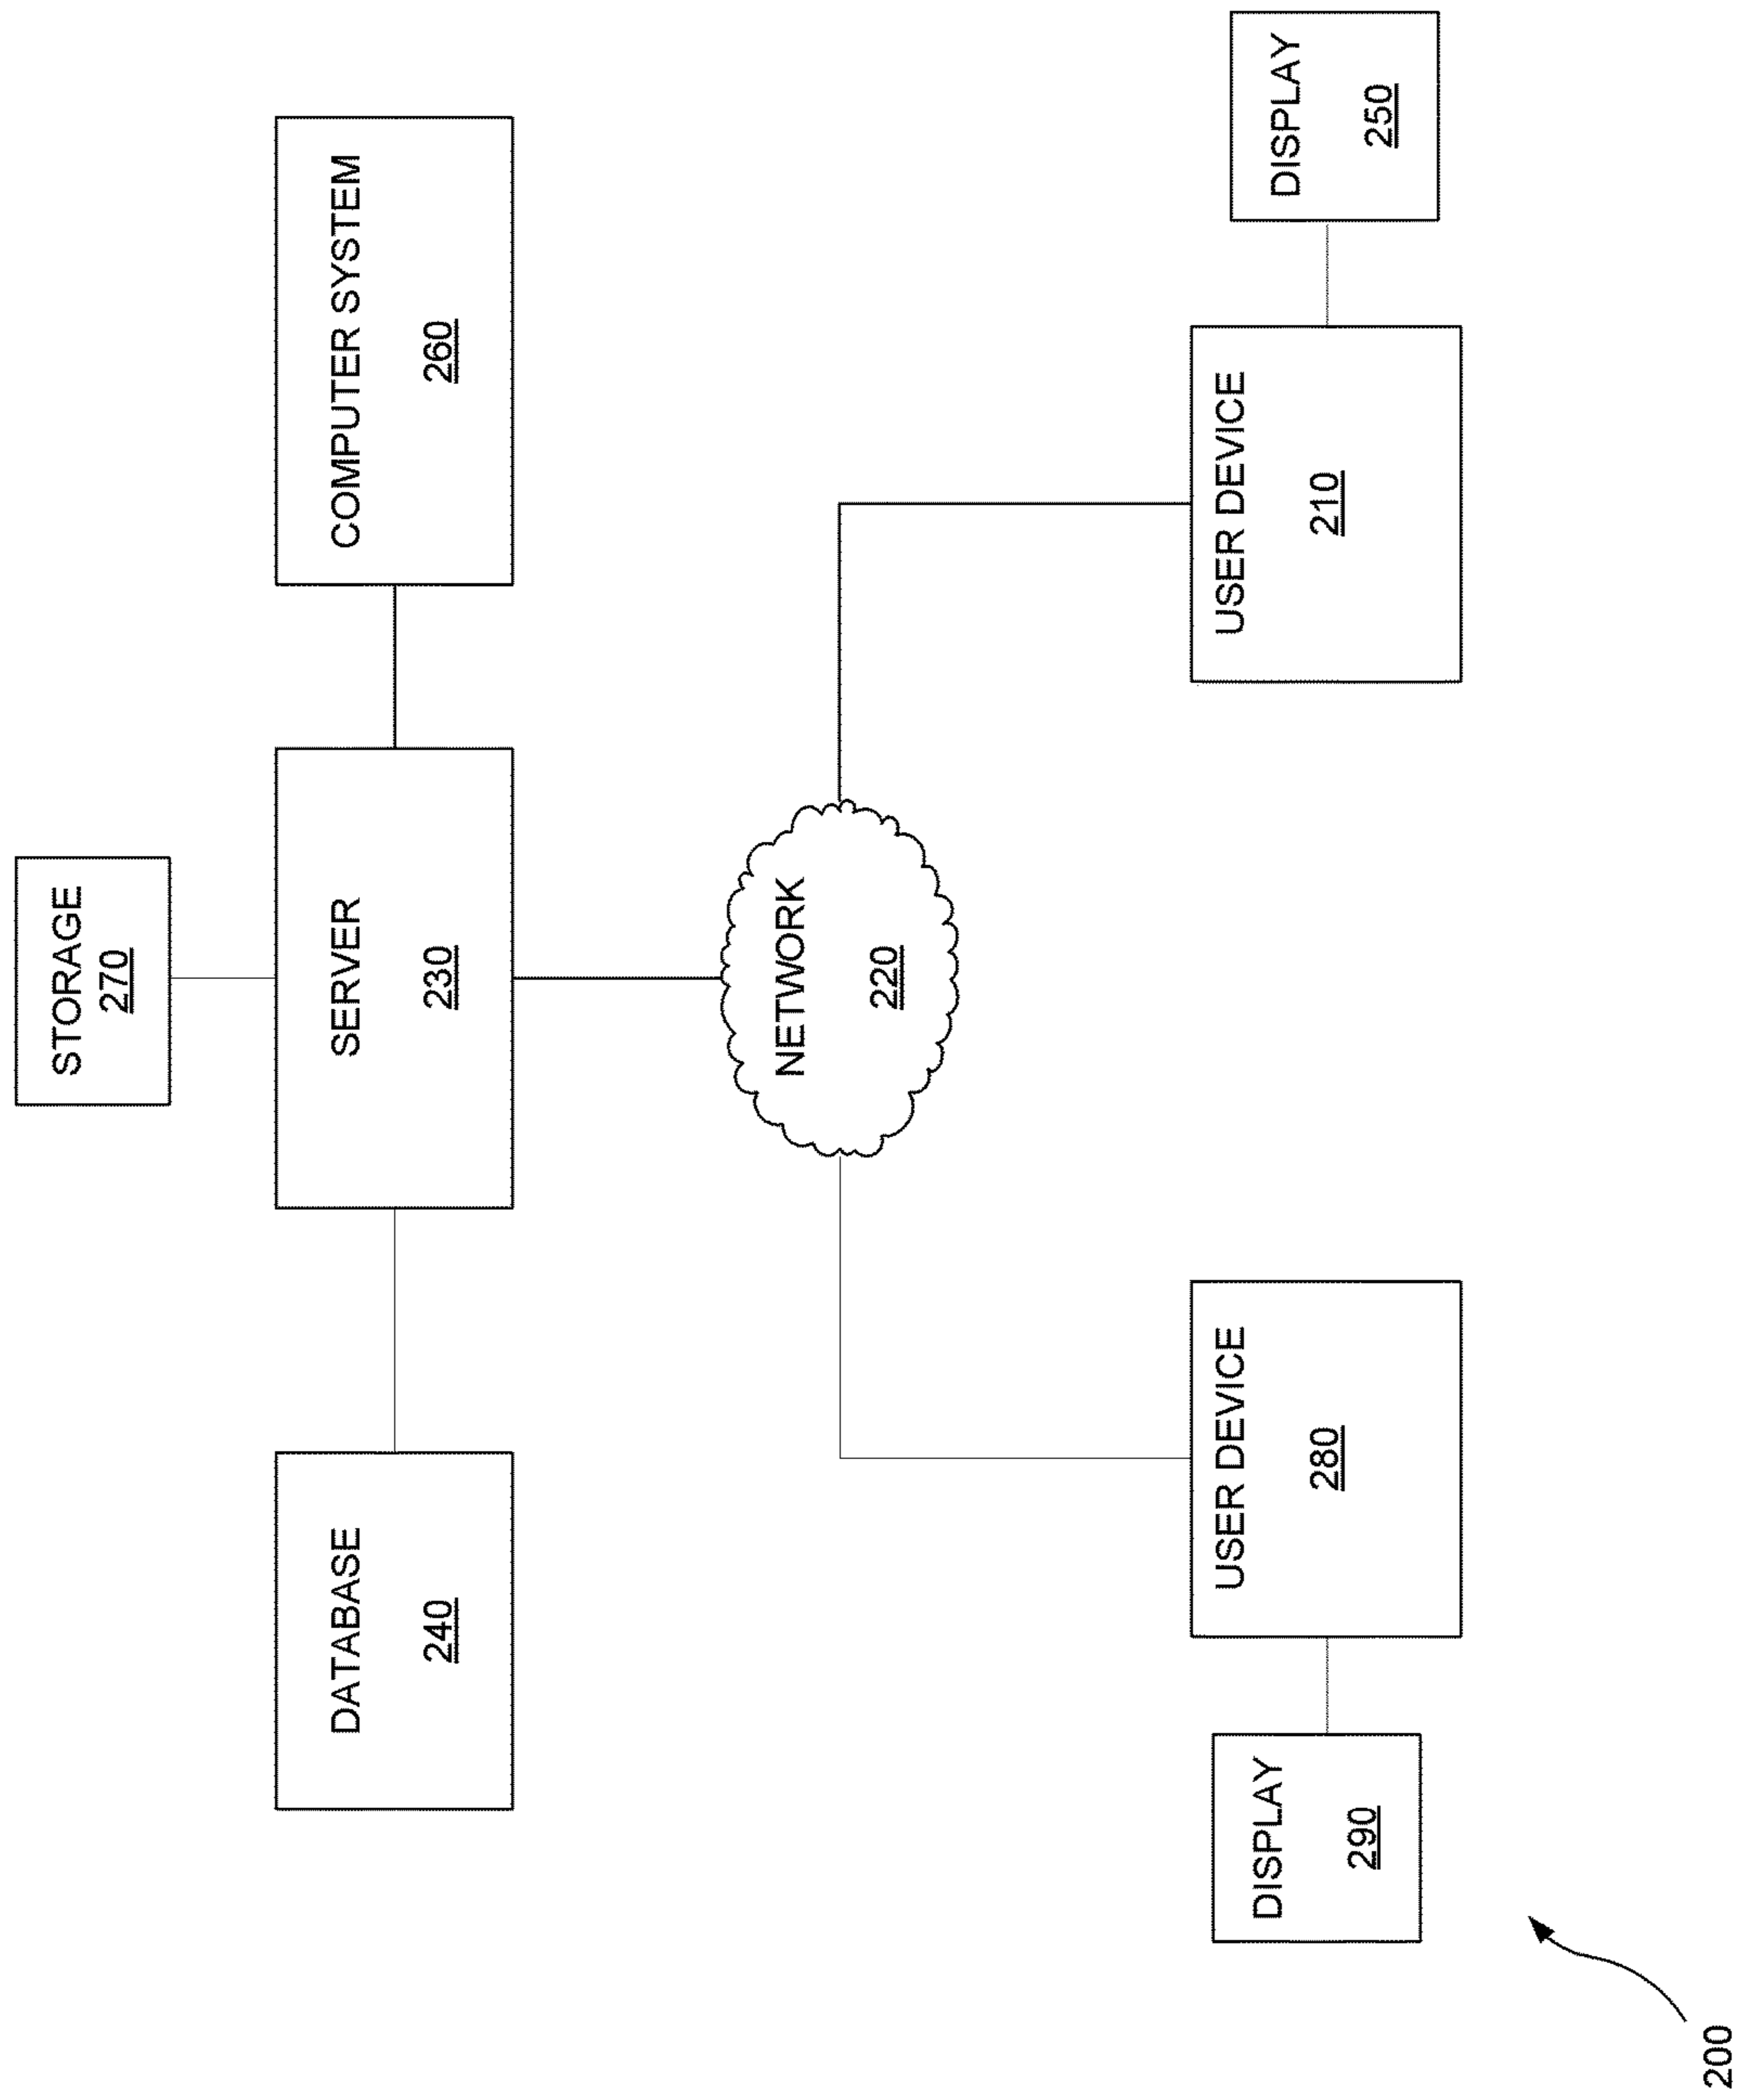 STORAGE
270
DATABASE
240
SERVER
230
COMPUTER SYSTEM
260
NETWORK
220
DISPLAY
290
USER DEVICE
280
USER DEVICE
210
DISPLAY
250
200